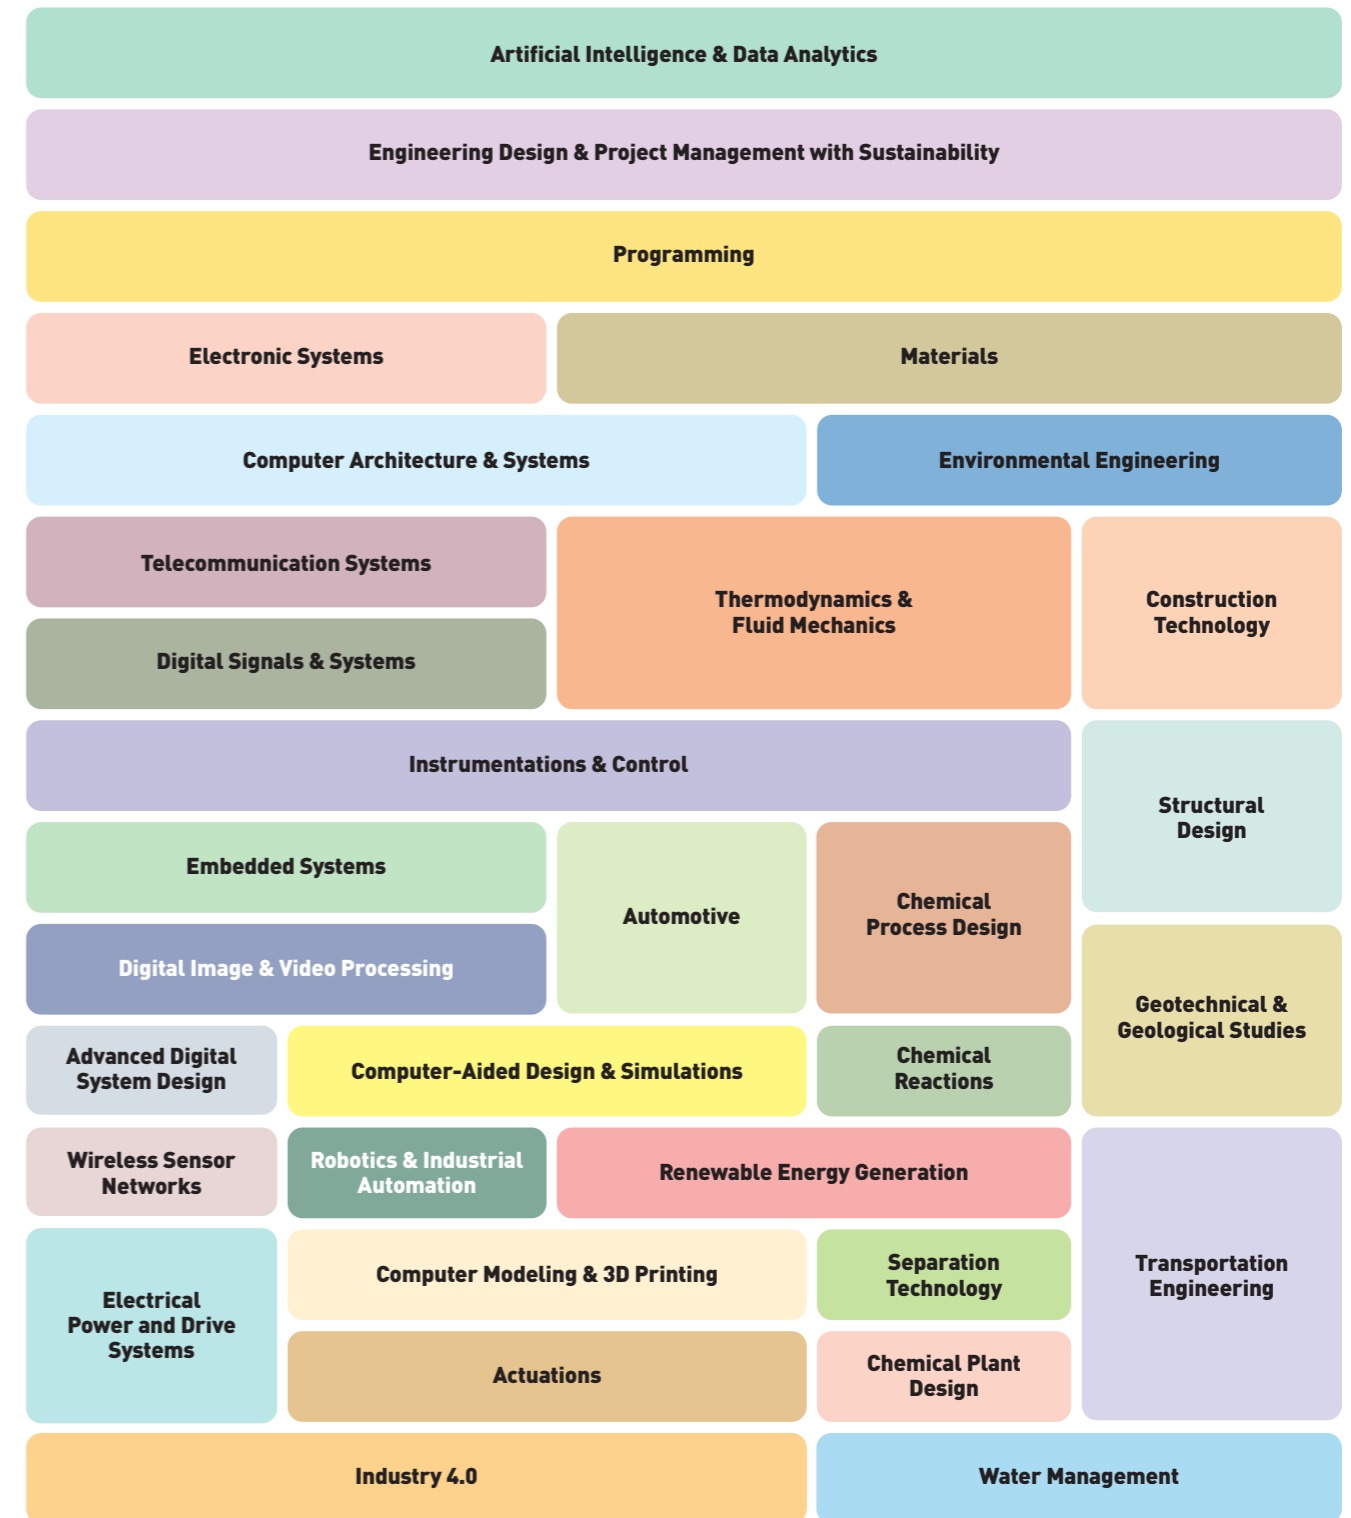 Artificial Intelligence & Data Analytics
Engineering Design & Project Management with Sustainability
Programming
Electronic Systems
Materials
Computer Architecture & Systems
Environmental Engineering
Telecommunication Systems
Thermodynamics &
Fluid Mechanics
Construction
Technology
Digital Signals & Systems
Instrumentations & Control
Structural
Design
Embedded Systems
Automotive
Chemical
Process Design
Digital Image & Video Processing
Geotechnical &
Geological Studies
Advanced Digital
System Design
Computer-Aided Design & Simulations
Chemical
Reactions
Wireless Sensor
Networks
Robotics & Industrial
Automation
Renewable Energy Generation
Transportation
Engineering
Electrical
Power and Drive
Systems
Computer Modeling & 3D Printing
Separation
Technology
Actuations
Chemical Plant
Design
Industry 4.0
Water Management